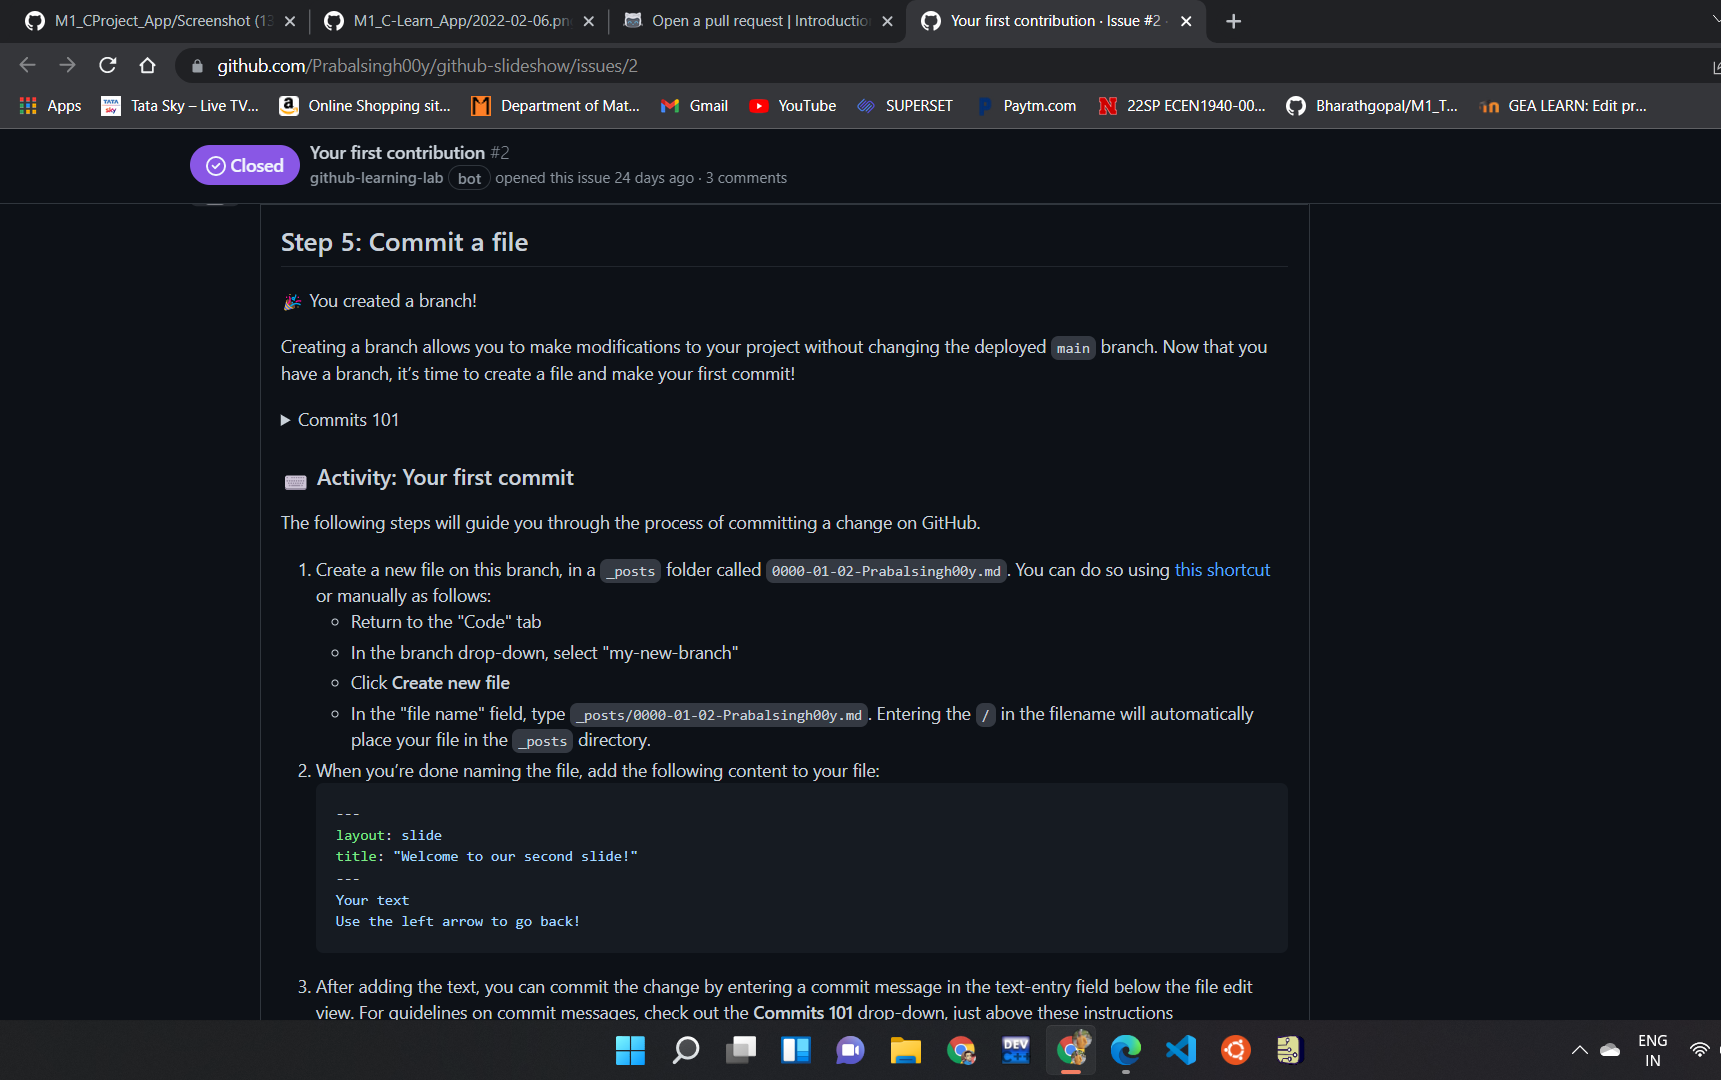 M1_CProject_App/Screenshot (13
M1_C-Learn_App/2022-02-06.pn
Open a pull request | Introductio
Your first contribution · Issue #2 ·
github.com/Prabalsingh00y/github-slideshow/issues/2
Apps
TATA sky
Tata Sky – Live TV...
Online Shopping sit...
Department of Mat...
Gmail
YouTube
SUPERSET
Paytm.com
22SP ECEN1940-00...
Bharathgopal/M1_T...
GEA LEARN: Edit pr...
Closed
Your first contribution #2
github-learning-lab bot opened this issue 24 days ago · 3 comments
Step 5: Commit a file
You created a branch!
Creating a branch allows you to make modifications to your project without changing the deployed main branch. Now that you
have a branch, it’s time to create a file and make your first commit!
Commits 101
Activity: Your first commit
The following steps will guide you through the process of committing a change on GitHub.
1. Create a new file on this branch, in a _posts folder called 0000-01-02-Prabalsingh00y.md. You can do so using this shortcut
or manually as follows:
Return to the "Code" tab
In the branch drop-down, select "my-new-branch"
Click Create new file
In the "file name" field, type _posts/0000-01-02-Prabalsingh00y.md. Entering the / in the filename will automatically
place your file in the _posts directory.
2. When you’re done naming the file, add the following content to your file:
---
layout: slide
title: "Welcome to our second slide!"
---
Your text
Use the left arrow to go back!
3. After adding the text, you can commit the change by entering a commit message in the text-entry field below the file edit
view. For guidelines on commit messages, check out the Commits 101 drop-down, just above these instructions
DEV
ENG
IN